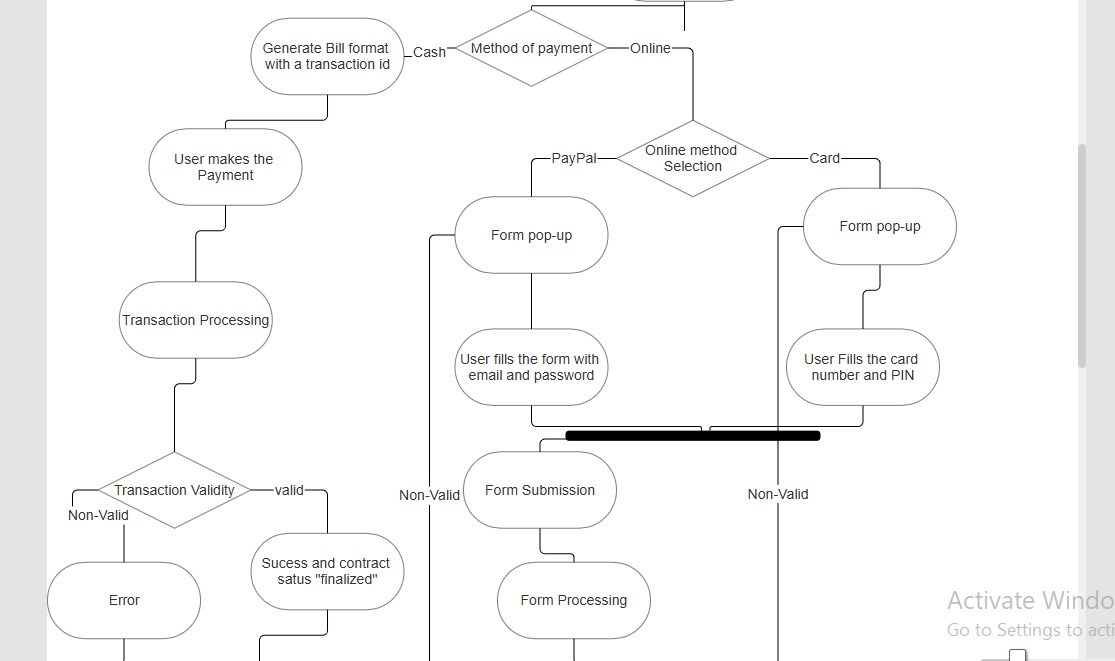 Generate Bill format
with a transaction id
Cash
Method of payment
Online
User makes the
Payment
PayPal
Online method
Selection
Card
Form pop-up
Form pop-up
Transaction Processing
User fills the form with
email and password
User Fills the card
number and PIN
Transaction Validity
valid
Non-Valid
Non-Valid
Form Submission
Non-Valid
Sucess and contract
satus "finalized"
Error
Form Processing
Activate Windo
Go to Settings to acti